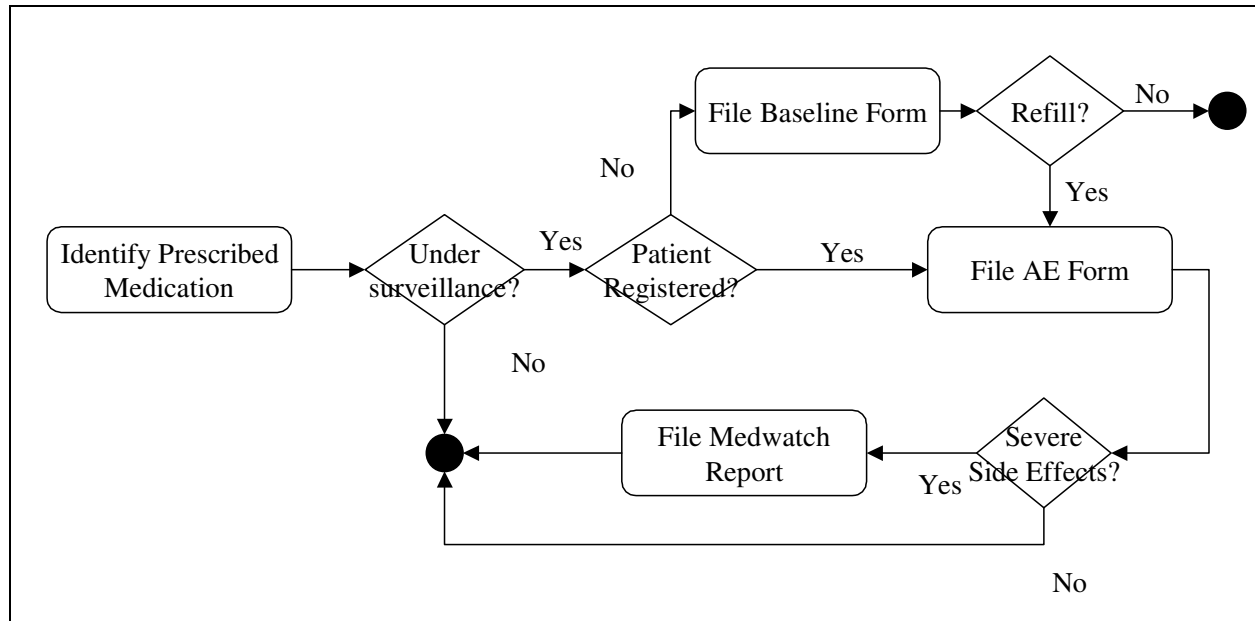 File Baseline Form
Refill?
No
No
Yes
Identify Prescribed
Medication
Under
surveillance?
Yes
Patient
Registered?
Yes
File AE Form
No
File Medwatch
Report
Yes
Severe
Side Effects?
No